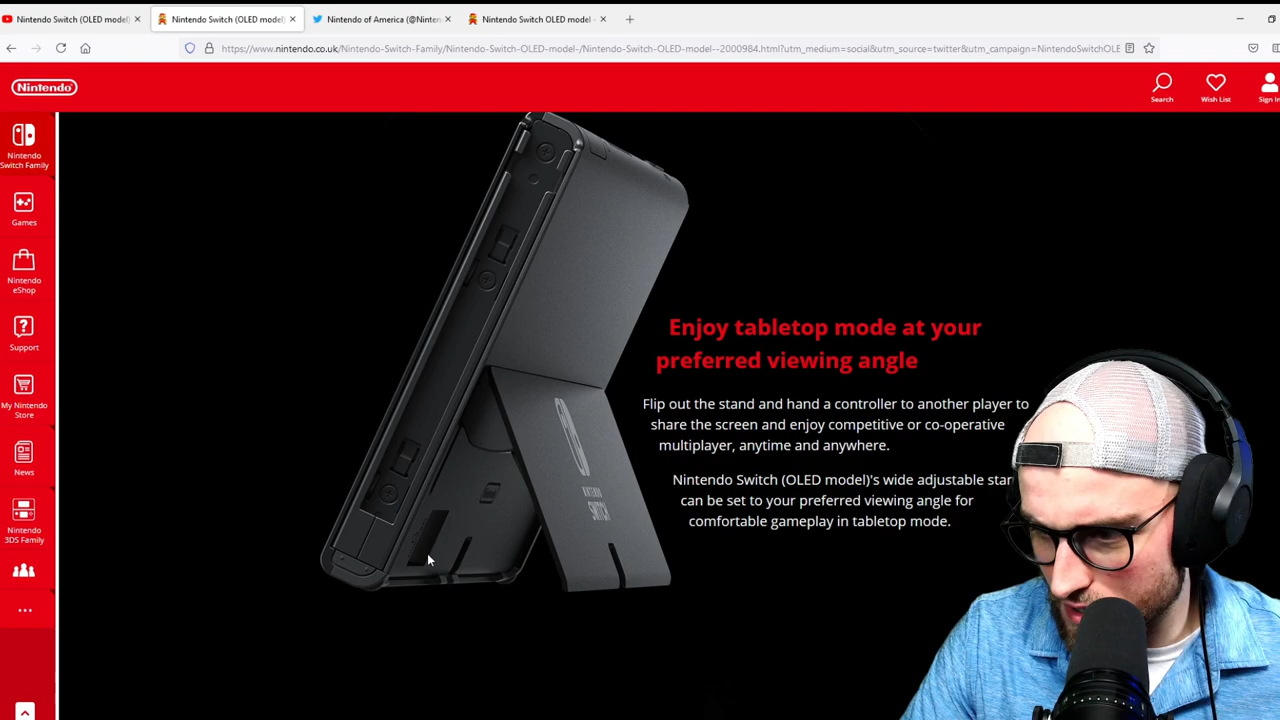 Nintendo Switch (OLED model)
Nintendo Switch (OLED model)
Nintendo of America (@Ninten
Nintendo Switch OLED model -
https://www.nintendo.co.uk/Nintendo-Switch-Family/Nintendo-Switch-OLED-model-/Nintendo-Switch-OLED-model--2000984.html?utm_medium=social&utm_source=twitter&utm_campaign=NintendoSwitchOLE
Nintendo
Search
Wish List
Sign In
Nintendo
Switch Family
Games
Nintendo
eShop
Support
My Nintendo
Store
News
Nintendo
3DS Family
Enjoy tabletop mode at your
preferred viewing angle
Flip out the stand and hand a controller to another player to
share the screen and enjoy competitive or co-operative
multiplayer, anytime and anywhere.
Nintendo Switch (OLED model)'s wide adjustable stan
can be set to your preferred viewing angle for
comfortable gameplay in tabletop mode.
NINTENDO
SWITCH